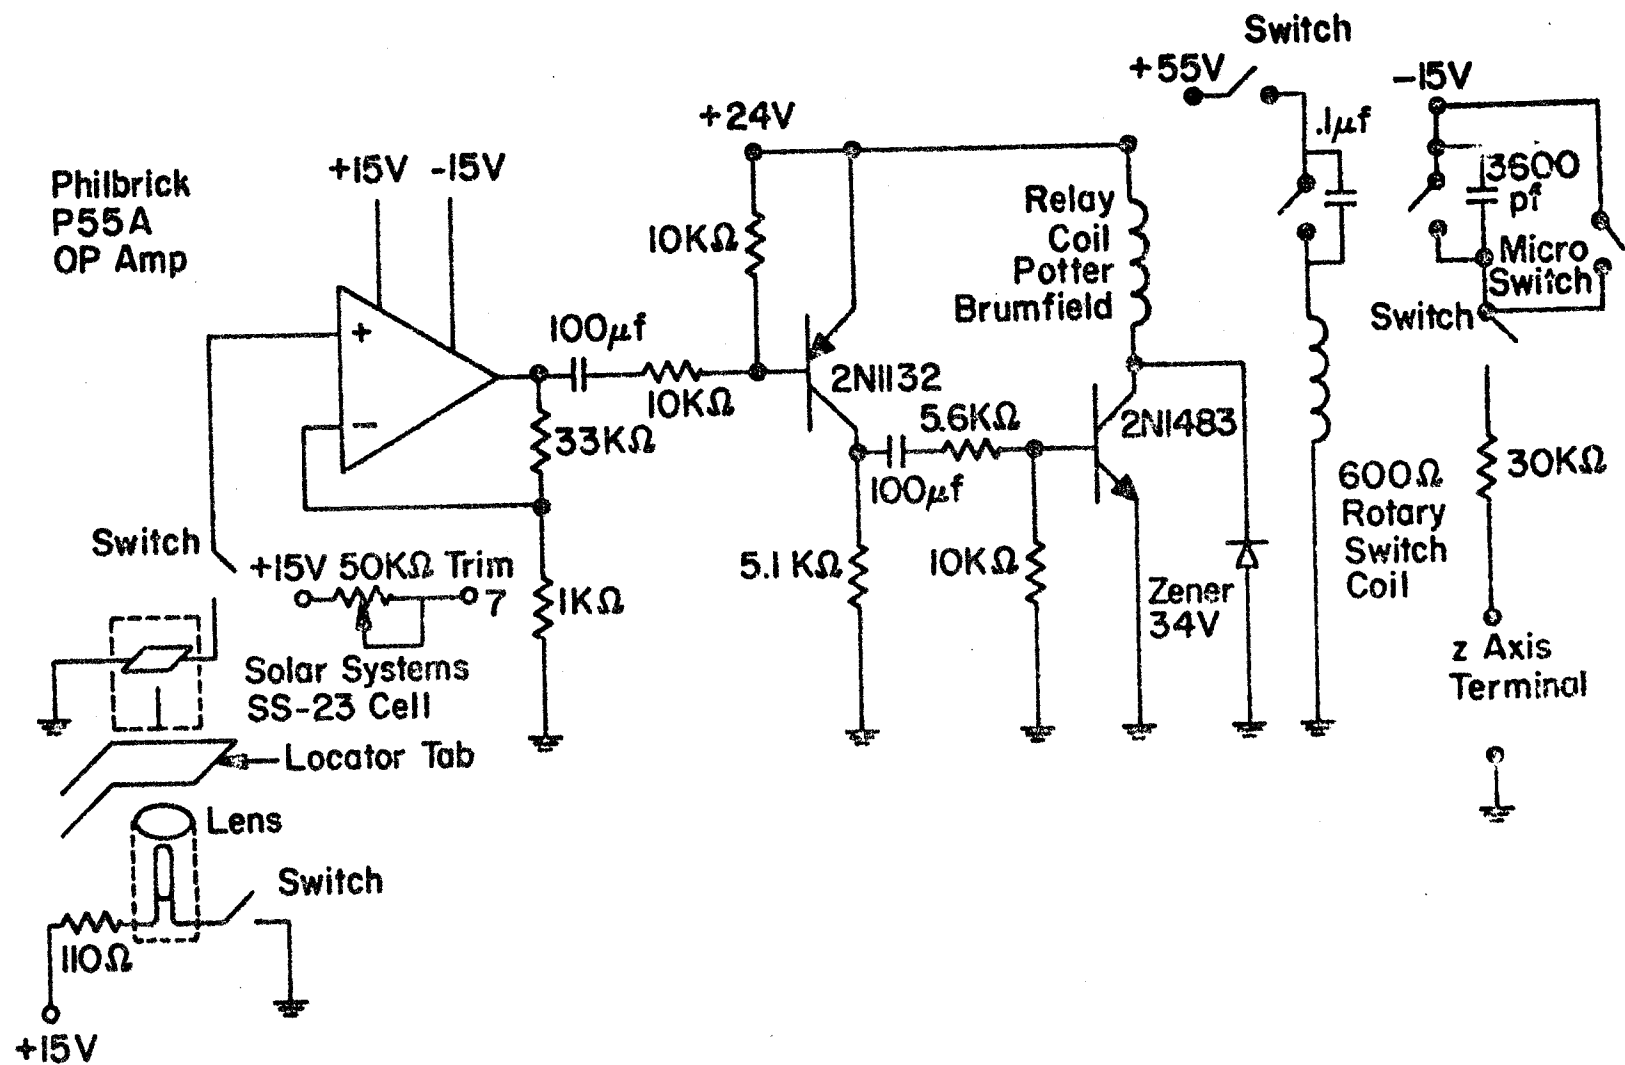 Switch
+55V
-15V
.1μf
+24V
3600
pf
+15V -15V
Philbrick
P55A
OP Amp
Relay
Coil
Potter
Brumfield
10KΩ
Micro
Switch
Switch
+
100μf
10KΩ
2N1132
5.6KΩ
2N1483
−
33KΩ
100μf
600Ω
Rotary
Switch
Coil
30KΩ
Switch
+15V 50KΩ Trim
7
1KΩ
5.1KΩ
10KΩ
Zener
34V
Solar Systems
SS-23 Cell
z Axis
Terminal
Locator Tab
Lens
Switch
110Ω
+15V